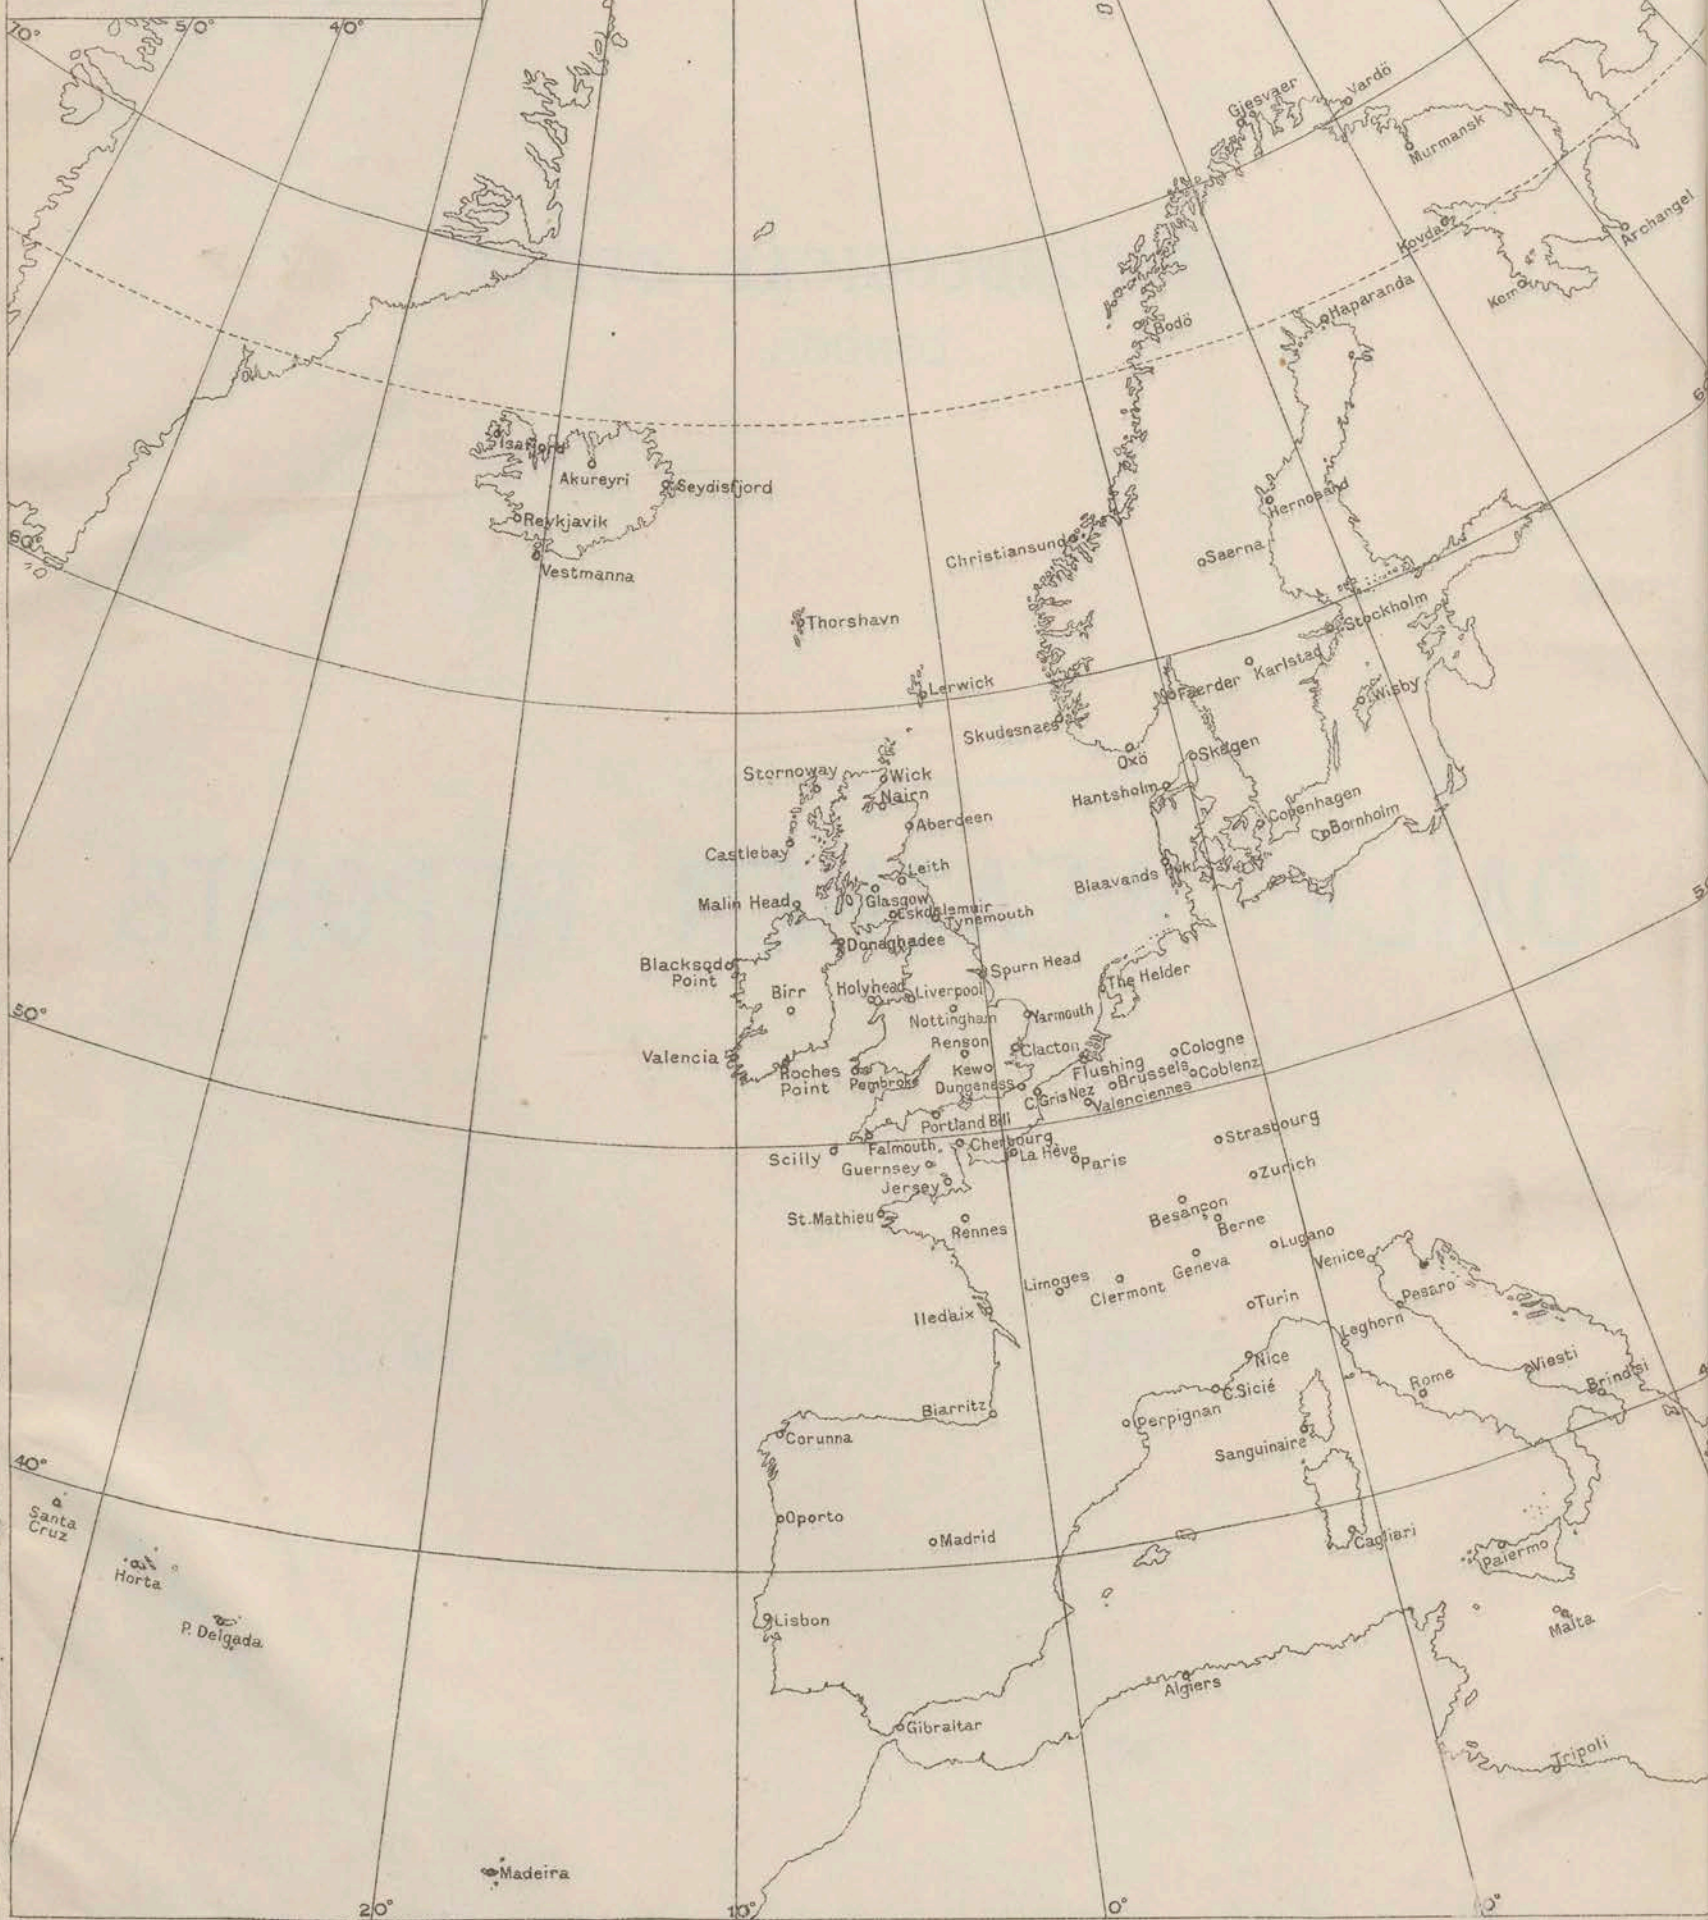 70°
50°
40°
Gjesvaer
Vardö
Murmansk
Archangel
Kovda
Kem
Haparanda
Bodö
Isafjord
Akureyri
Seydisfjord
Reykjavik
Vestmanna
Hernosand
Christiansund
Saerna
60°
Thorshavn
Stockholm
Lerwick
Faerder
Karlstad
Wisby
Skudesnaes
Oxö
Skagen
Stornoway
Wick
Nairn
Hantsholm
Copenhagen
Bornholm
Aberdeen
Castlebay
Leith
Blaavands Huk
Malin Head
Glasgow
Eskdalemuir
Tynemouth
Donaghadee
Blacksod
Point
Spurn Head
The Helder
Birr
Holyhead
Liverpool
50°
Nottingham
Yarmouth
Valencia
Renson
Clacton
Cologne
Roches
Point
Pembroke
Kew
Flushing
Brussels
Coblenz
Dungeness
C.Gris Nez
Valenciennes
Portland Bill
Strasbourg
Scilly
Falmouth
Cherbourg
La Hève
Paris
Guernsey
Zurich
Jersey
St.Mathieu
Rennes
Besançon
Berne
Lugano
Venice
Geneva
Limoges
Clermont
Iledaix
Turin
Pesaro
Leghorn
Nice
Viesti
Brindisi
C.Sicié
Rome
Biarritz
Perpignan
Corunna
Sanguinaire
40°
Santa
Cruz
Oporto
Madrid
Cagliari
Palermo
Horta
P. Delgada
Lisbon
Malta
Algiers
Gibraltar
Tripoli
Madeira
20°
10°
0°